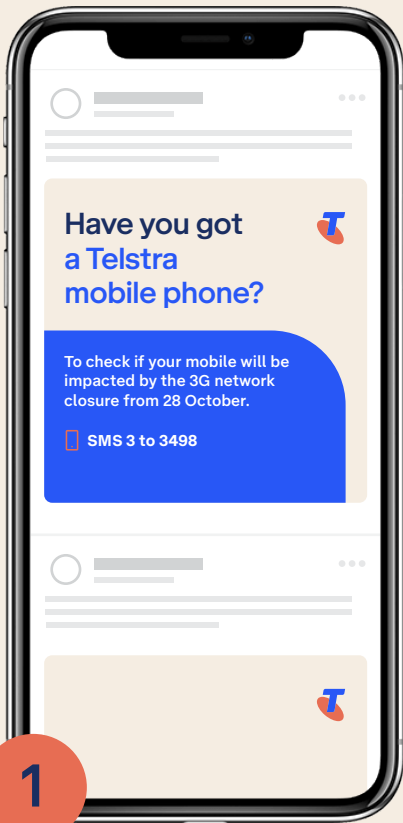 Have you got
a Telstra
mobile phone?
To check if your mobile will be
impacted by the 3G network
closure from 28 October.
SMS 3 to 3498
1